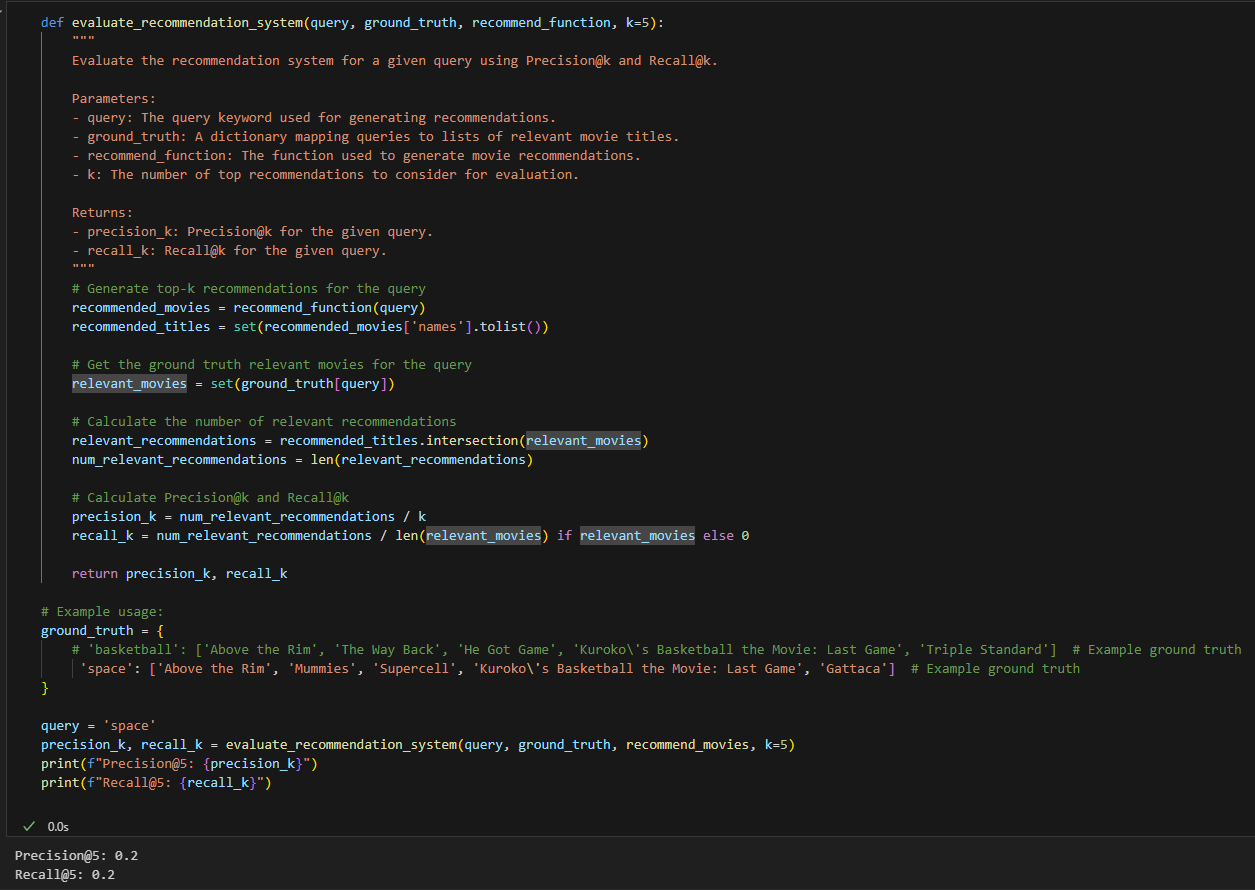 def evaluate_recommendation_system(query, ground_truth, recommend_function, k=5):
"""
Evaluate the recommendation system for a given query using Precision@k and Recall@k.
Parameters:
- query: The query keyword used for generating recommendations.
- ground_truth: A dictionary mapping queries to lists of relevant movie titles.
- recommend_function: The function used to generate movie recommendations.
- k: The number of top recommendations to consider for evaluation.
Returns:
- precision_k: Precision@k for the given query.
- recall_k: Recall@k for the given query.
"""
# Generate top-k recommendations for the query
recommended_movies = recommend_function(query)
recommended_titles = set(recommended_movies['names'].tolist())
# Get the ground truth relevant movies for the query
relevant_movies = set(ground_truth[query])
# Calculate the number of relevant recommendations
relevant_recommendations = recommended_titles.intersection(relevant_movies)
num_relevant_recommendations = len(relevant_recommendations)
# Calculate Precision@k and Recall@k
precision_k = num_relevant_recommendations / k
recall_k = num_relevant_recommendations / len(relevant_movies) if relevant_movies else 0
return precision_k, recall_k
# Example usage:
ground_truth = {
# 'basketball': ['Above the Rim', 'The Way Back', 'He Got Game', 'Kuroko\'s Basketball the Movie: Last Game', 'Triple Standard']  # Example ground truth
'space': ['Above the Rim', 'Mummies', 'Supercell', 'Kuroko\'s Basketball the Movie: Last Game', 'Gattaca']  # Example ground truth
}
query = 'space'
precision_k, recall_k = evaluate_recommendation_system(query, ground_truth, recommend_movies, k=5)
print(f"Precision@5: {precision_k}")
print(f"Recall@5: {recall_k}")
✓ 0.0s
Precision@5: 0.2
Recall@5: 0.2